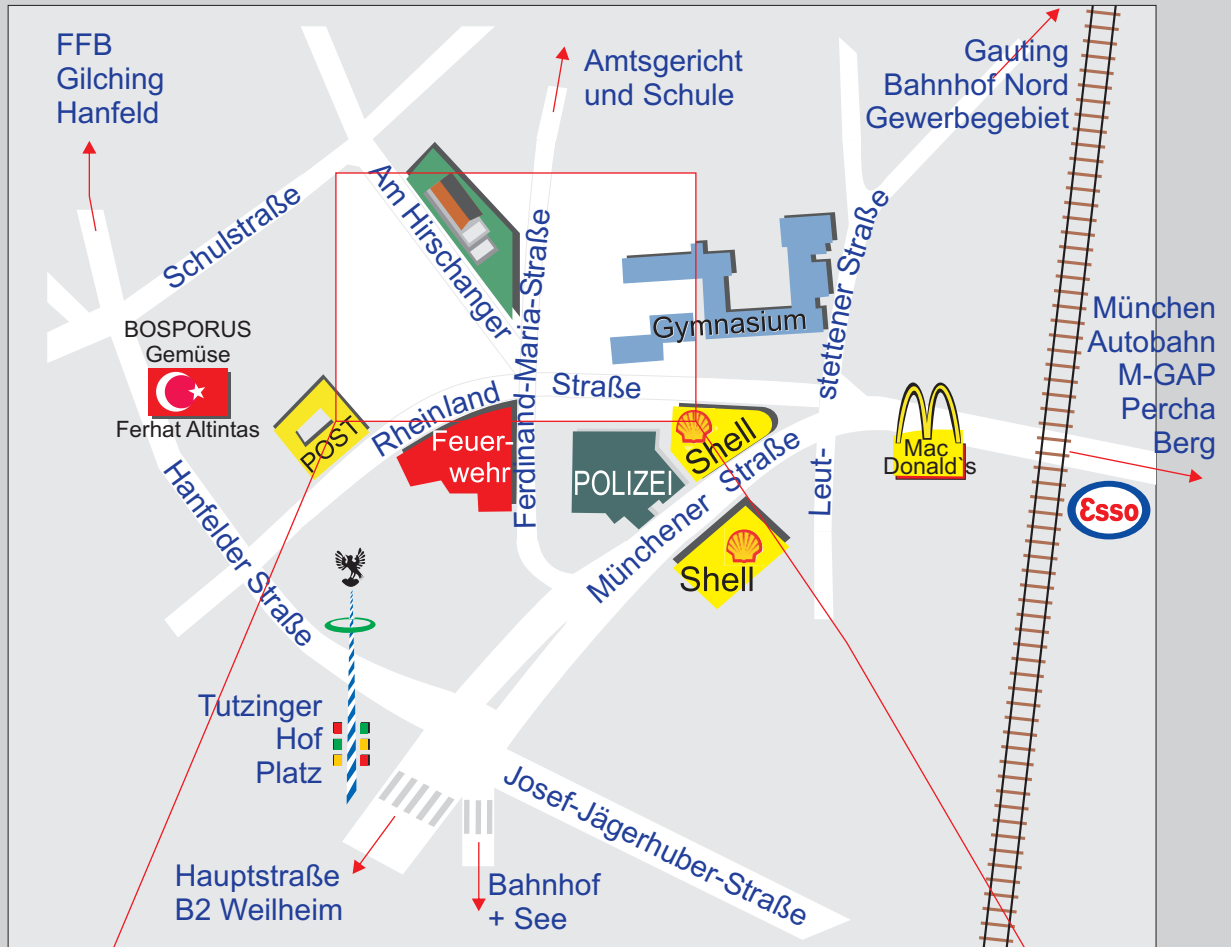 FFB
Gilching
Hanfeld
Amtsgericht
und Schule
Gauting
Bahnhof Nord
Gewerbegebiet
Schulstraße
Am Hirschanger
Ferdinand-Maria-Straße
Gymnasium
Leut-
stettener Straße
München
Autobahn
M-GAP
Percha
Berg
BOSPORUS
Gemüse
Ferhat Altintas
POST
Rheinland
Straße
Feuer-
wehr
POLIZEI
Shell
Münchener Straße
Shell
Mac
Donald`s
Esso
Hanfelder Straße
Tutzinger
Hof
Platz
Josef-Jägerhuber-Straße
Hauptstraße
B2 Weilheim
Bahnhof
+ See